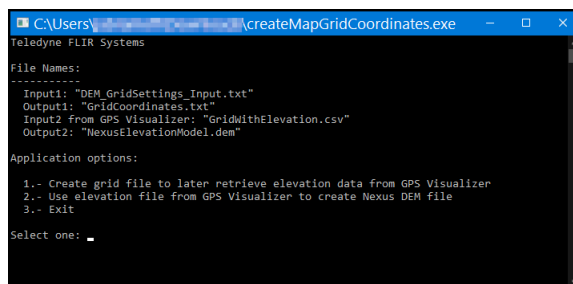 C:\Users\ \createMapGridCoordinates.exe
Teledyne FLIR Systems
File Names:
-----------
Input1: "DEM_GridSettings_Input.txt"
Output1: "GridCoordinates.txt"
Input2 from GPS Visualizer: "GridWithElevation.csv"
Output2: "NexusElevationModel.dem"
Application options:
1.- Create grid file to later retrieve elevation data from GPS Visualizer
2.- Use elevation file from GPS Visualizer to create Nexus DEM file
3.- Exit
Select one: